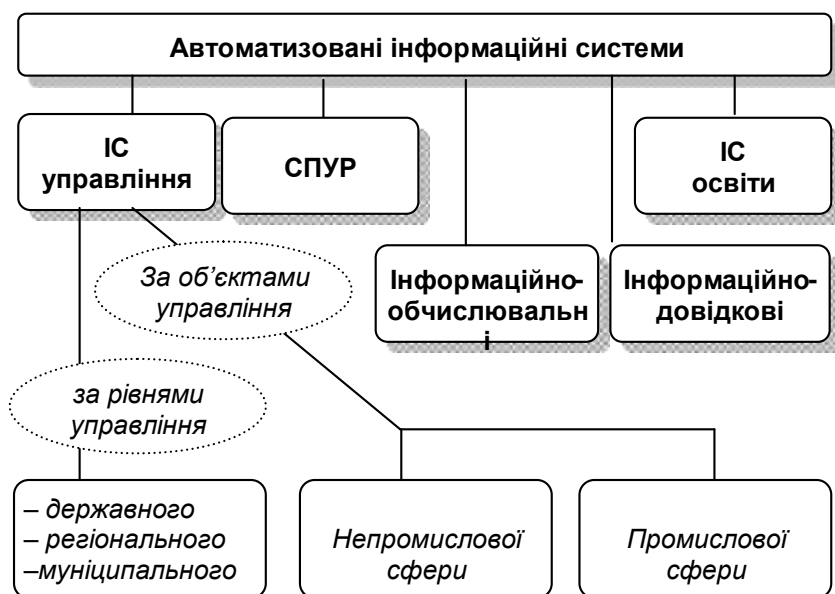 Автоматизовані інформаційні системи
ІС
управління
СПУР
ІС
освіти
За об’єктами
управління
Інформаційно-
обчислювальн
і
Інформаційно-
довідкові
за рівнями
управління
– державного
– регіонального
–муніципального
Непромислової
сфери
Промислової
сфери